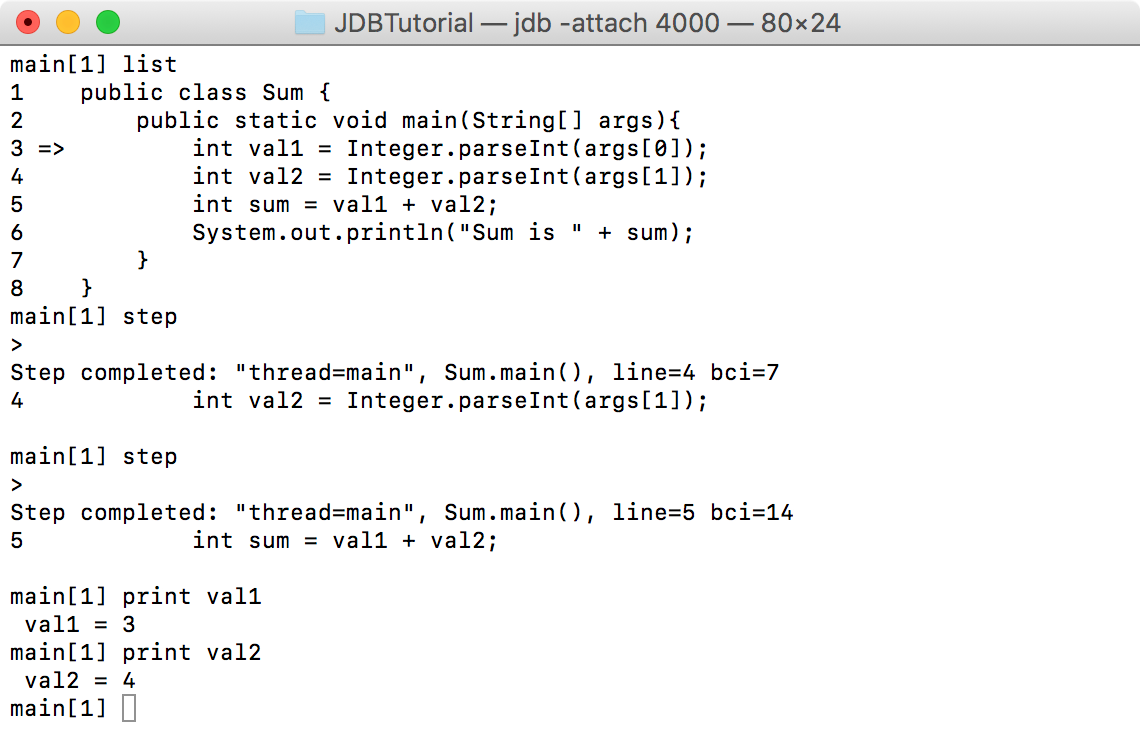 JDBTutorial — jdb -attach 4000 — 80×24
main[1] list
1    public class Sum {
2        public static void main(String[] args){
3 =>         int val1 = Integer.parseInt(args[0]);
4            int val2 = Integer.parseInt(args[1]);
5            int sum = val1 + val2;
6            System.out.println("Sum is " + sum);
7        }
8    }
main[1] step
>
Step completed: "thread=main", Sum.main(), line=4 bci=7
4            int val2 = Integer.parseInt(args[1]);

main[1] step
>
Step completed: "thread=main", Sum.main(), line=5 bci=14
5            int sum = val1 + val2;

main[1] print val1
 val1 = 3
main[1] print val2
 val2 = 4
main[1]